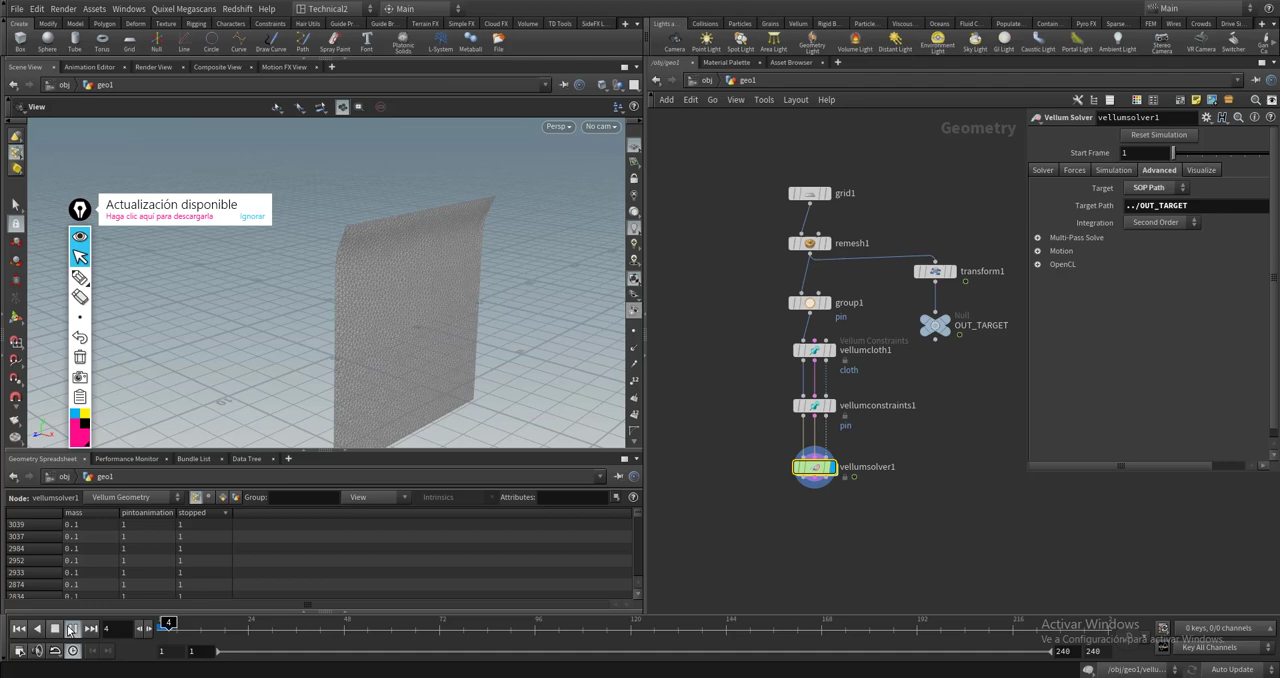 File Edit Render Assets Windows Quixel Megascans Redshift Help
Technical2
Main
Main
Create Modify Model Polygon Deform Texture Rigging Characters Constraints Hair Utils Guide Pr Guide Br Terrain FX Simple FX Cloud FX Volume TD Tools SideFX L
Box Sphere Tube Torus Grid Null Line Circle Curve Draw Curve Path Spray Paint Font Platonic Solids L-System Metaball File
Lights a Collisions Particles Grains Vellum Rigid B Particle Viscous Oceans Fluid C Populate Contain Pyro FX Sparse FEM Wires Crowds Drive Si
Camera Point Light Spot Light Area Light Geometry Light Volume Light Distant Light Environment Light Sky Light GI Light Caustic Light Portal Light Ambient Light Stereo Camera VR Camera Switcher
Scene View Animation Editor Render View Composite View Motion FX View
/obj/geo1 Material Palette Asset Browser
obj geo1
obj geo1
View
Add Edit Go View Tools Layout Help
Persp No cam
Geometry
Vellum Solver vellumsolver1
Reset Simulation
Start Frame 1
Solver Forces Simulation Advanced Visualize
Target SOP Path
Target Path ../OUT_TARGET
Integration Second Order
Multi-Pass Solve
Motion
OpenCL
Actualización disponible
Haga clic aquí para descargarla Ignorar
grid1
remesh1
transform1
group1
pin
Null
OUT_TARGET
Vellum Constraints
vellumcloth1
cloth
vellumconstraints1
pin
vellumsolver1
Geometry Spreadsheet Performance Monitor Bundle List Data Tree
obj geo1
Node: vellumsolver1 Vellum Geometry Group: View Intrinsics Attributes:
mass pintoanimation stopped
3039 0.1 1 1
3037 0.1 1 1
2984 0.1 1 1
2952 0.1 1 1
2933 0.1 1 1
2874 0.1 1 1
2834 0.1 1 1
4 4 24 48 72 96 120 144 168 192 216
1 1 240 240
Activar Windows
Ve a Configuración para activar Windows.
0 keys, 0/0 channels
Key All Channels
/obj/geo1/vellu... Auto Update